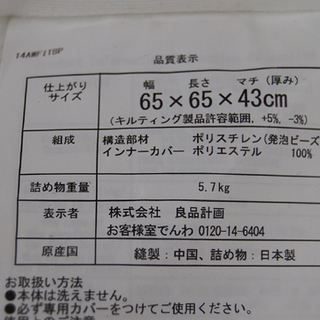 14AWF11SP
品質表示
仕上がりサイズ 幅 長さ マチ（厚み）
65×65×43cm
(キルティング製品許容範囲, +5%, -3%)
組成 構造部材 ポリスチレン(発泡ビーズ
インナーカバー ポリエステル 100%
詰め物重量 5.7kg
表示者 株式会社 良品計画
お客様室でんわ 0120-14-6404
原産国 縫製：中国、詰め物：日本製
お取扱い方法
●本体は洗えません。
●必ず専用カバーをつけてご使用ください。